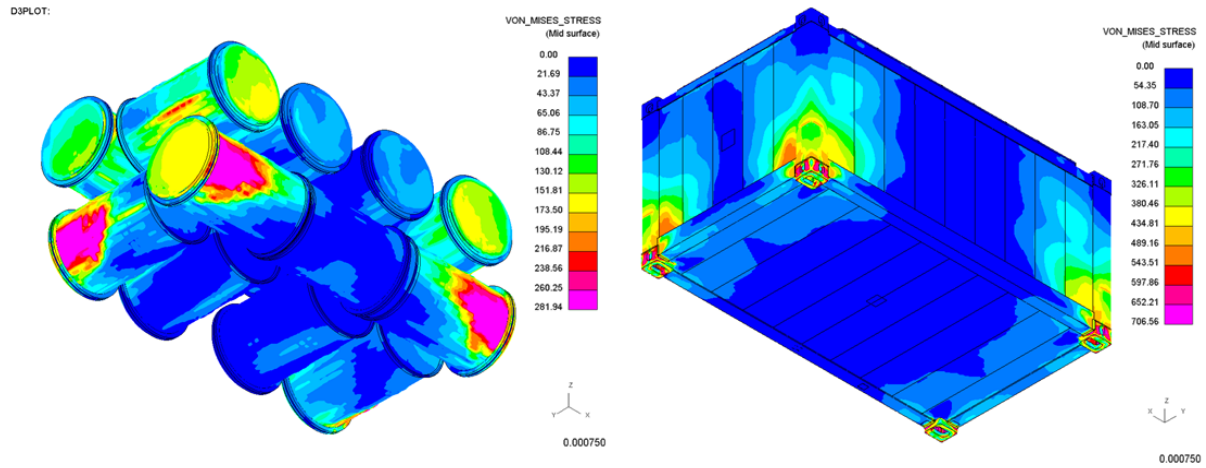 D3PLOT:
VON_MISES_STRESS
(Mid surface)
0.00
21.69
43.37
65.06
86.75
108.44
130.12
151.81
173.50
195.19
216.87
238.56
260.25
281.94
Z
Y
X
0.000750
VON_MISES_STRESS
(Mid surface)
0.00
54.35
108.70
163.05
217.40
271.76
326.11
380.46
434.81
489.16
543.51
597.86
652.21
706.56
Z
X
Y
0.000750